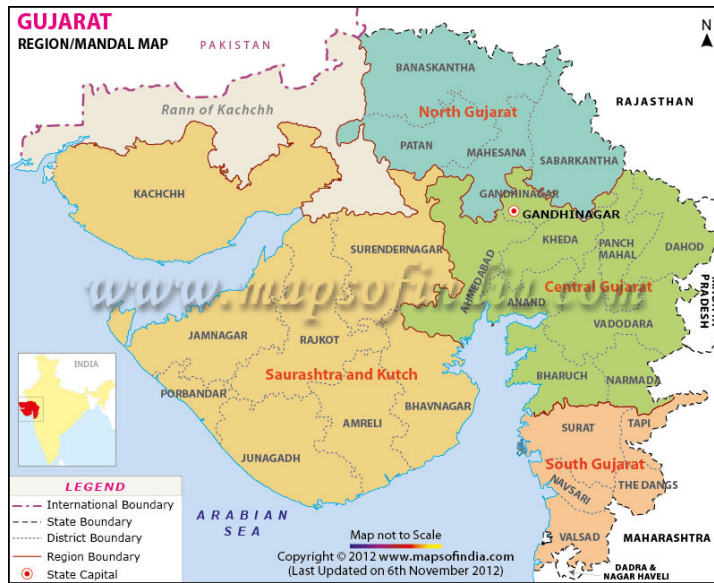 GUJARAT
REGION/MANDAL MAP
PAKISTAN
N
BANASKANTHA
RAJASTHAN
Rann of Kachchh
North Gujarat
PATAN
MAHESANA
SABARKANTHA
KACHCHH
GANDHINAGAR
GANDHINAGAR
SURENDERNAGAR
KHEDA
PANCH
MAHAL
DAHOD
AHMEDABAD
Central Gujarat
PRADESH
www.mapsofindia.com
ANAND
JAMNAGAR
RAJKOT
VADODARA
INDIA
Saurashtra and Kutch
BHARUCH
NARMADA
PORBANDAR
BHAVNAGAR
AMRELI
SURAT
TAPI
JUNAGADH
South Gujarat
NAVSARI
THE DANGS
LEGEND
International Boundary
State Boundary
District Boundary
Region Boundary
State Capital
ARABIAN
SEA
VALSAD
MAHARASHTRA
Map not to Scale
Copyright © 2012 www.mapsofindia.com
(Last Updated on 6th November 2012)
DADRA &
NAGAR HAVELI